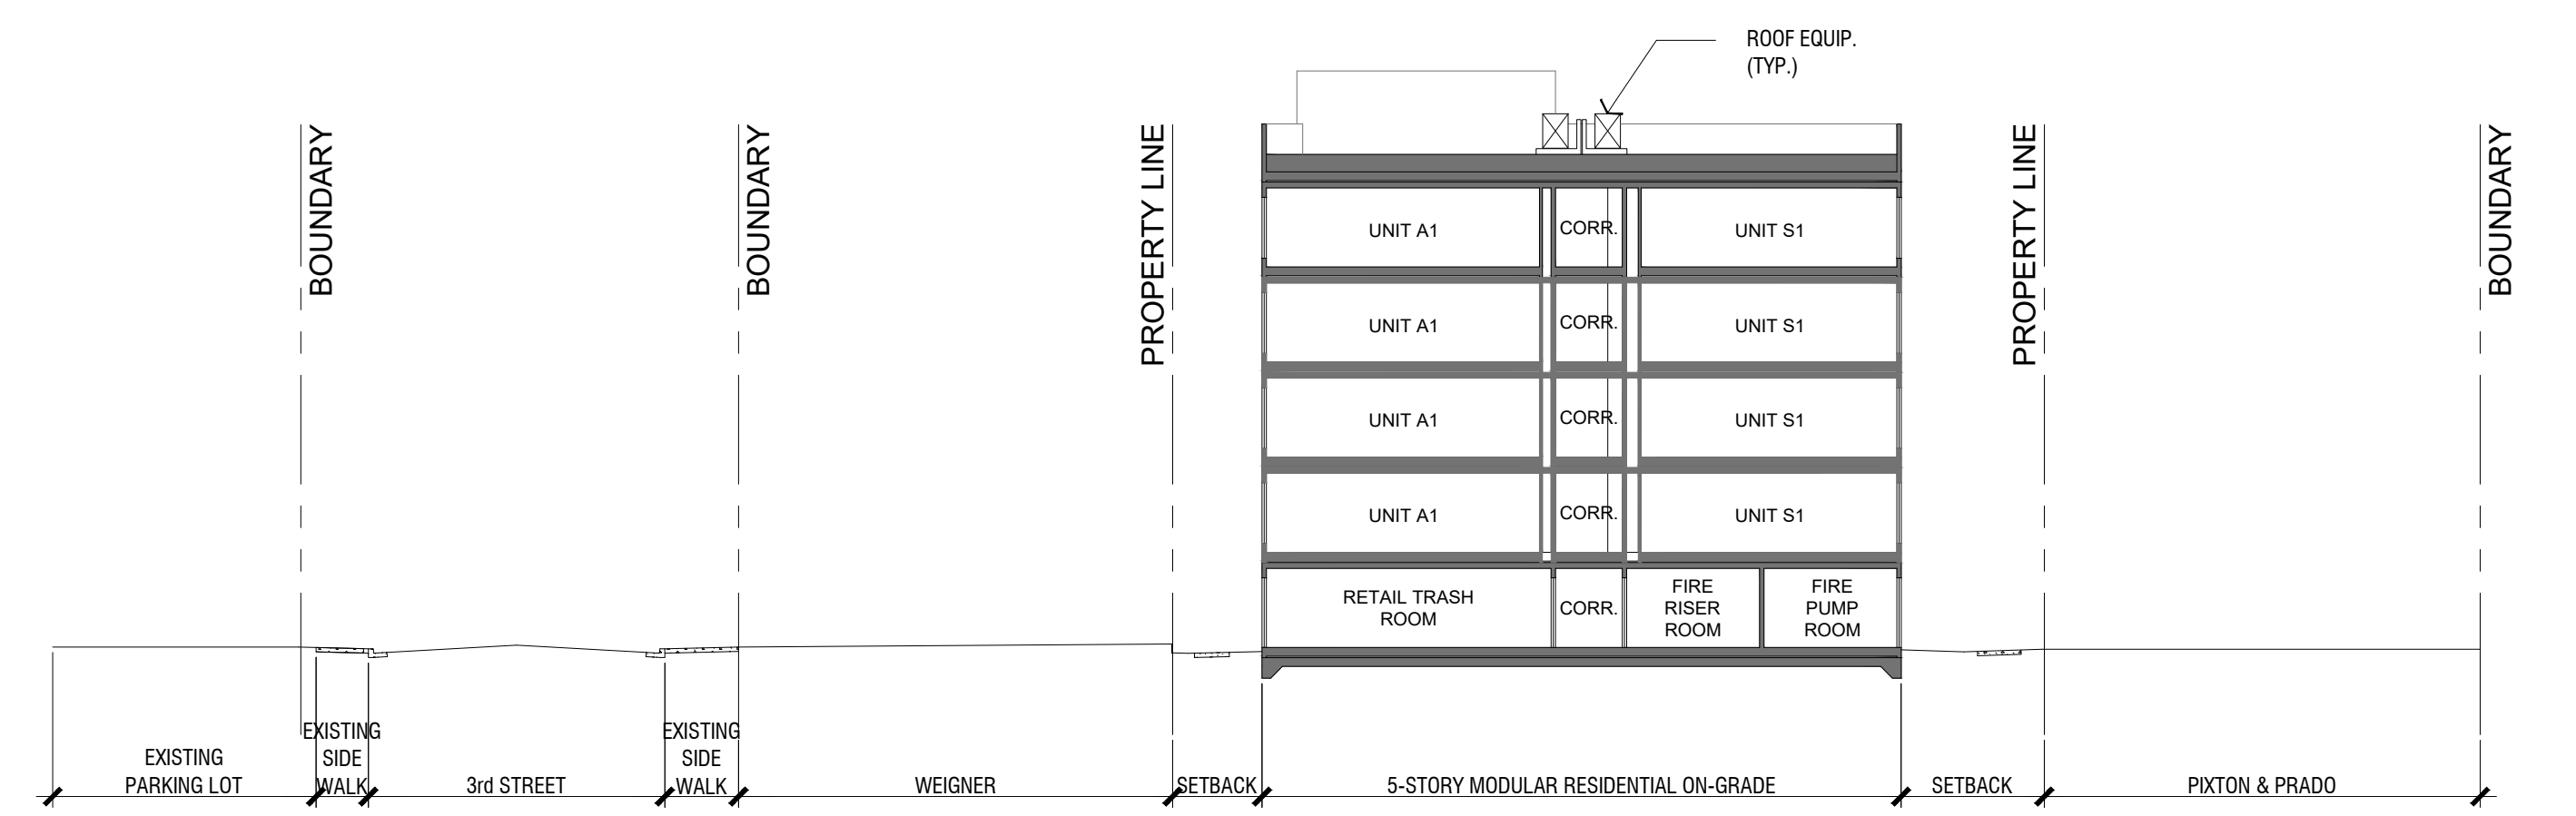 ROOF EQUIP.
(TYP.)
BOUNDARY
BOUNDARY
PROPERTY LINE
PROPERTY LINE
BOUNDARY
UNIT A1
CORR.
UNIT S1
UNIT A1
CORR.
UNIT S1
UNIT A1
CORR.
UNIT S1
UNIT A1
CORR.
UNIT S1
RETAIL TRASH
ROOM
CORR.
FIRE
RISER
ROOM
FIRE
PUMP
ROOM
EXISTING
PARKING LOT
EXISTING
SIDE
WALK
3rd STREET
EXISTING
SIDE
WALK
WEIGNER
SETBACK
5-STORY MODULAR RESIDENTIAL ON-GRADE
SETBACK
PIXTON & PRADO